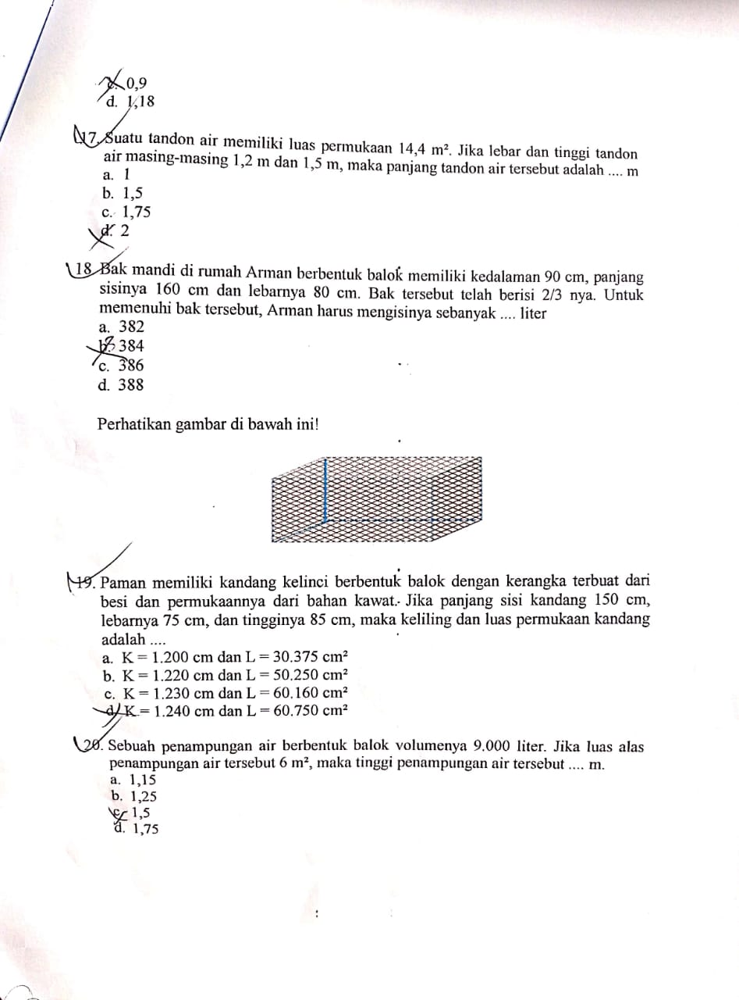 c. 0,9
d. 1,18
17. Suatu tandon air memiliki luas permukaan 14,4 m². Jika lebar dan tinggi tandon
air masing-masing 1,2 m dan 1,5 m, maka panjang tandon air tersebut adalah .... m
a. 1
b. 1,5
c. 1,75
d. 2
18. Bak mandi di rumah Arman berbentuk balok memiliki kedalaman 90 cm, panjang
sisinya 160 cm dan lebarnya 80 cm. Bak tersebut telah berisi 2/3 nya. Untuk
memenuhi bak tersebut, Arman harus mengisinya sebanyak .... liter
a. 382
b. 384
c. 386
d. 388
Perhatikan gambar di bawah ini!
19. Paman memiliki kandang kelinci berbentuk balok dengan kerangka terbuat dari
besi dan permukaannya dari bahan kawat. Jika panjang sisi kandang 150 cm,
lebarnya 75 cm, dan tingginya 85 cm, maka keliling dan luas permukaan kandang
adalah ....
a. K = 1.200 cm dan L = 30.375 cm²
b. K = 1.220 cm dan L = 50.250 cm²
c. K = 1.230 cm dan L = 60.160 cm²
d. K = 1.240 cm dan L = 60.750 cm²
20. Sebuah penampungan air berbentuk balok volumenya 9.000 liter. Jika luas alas
penampungan air tersebut 6 m², maka tinggi penampungan air tersebut .... m.
a. 1,15
b. 1,25
c. 1,5
d. 1,75